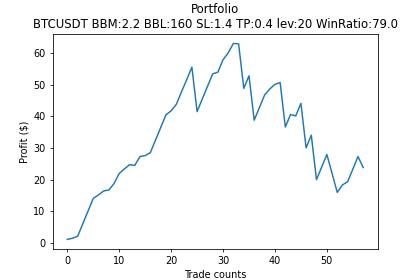 Portfolio
BTCUSDT BBM:2.2 BBL:160 SL:1.4 TP:0.4 lev:20 WinRatio:79.0
60
50
40
30
20
10
0
Profit ($)
0 10 20 30 40 50
Trade counts